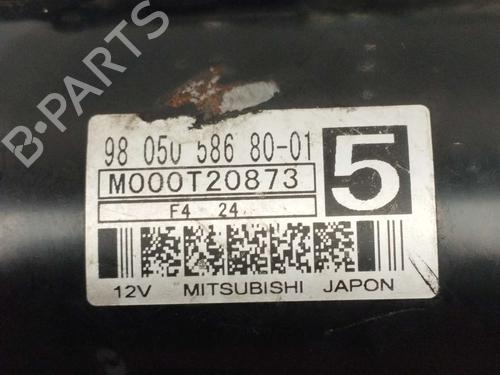 B-PARTS
98 050 586 80-01
M000T20873
F4 24
5
12V MITSUBISHI JAPON